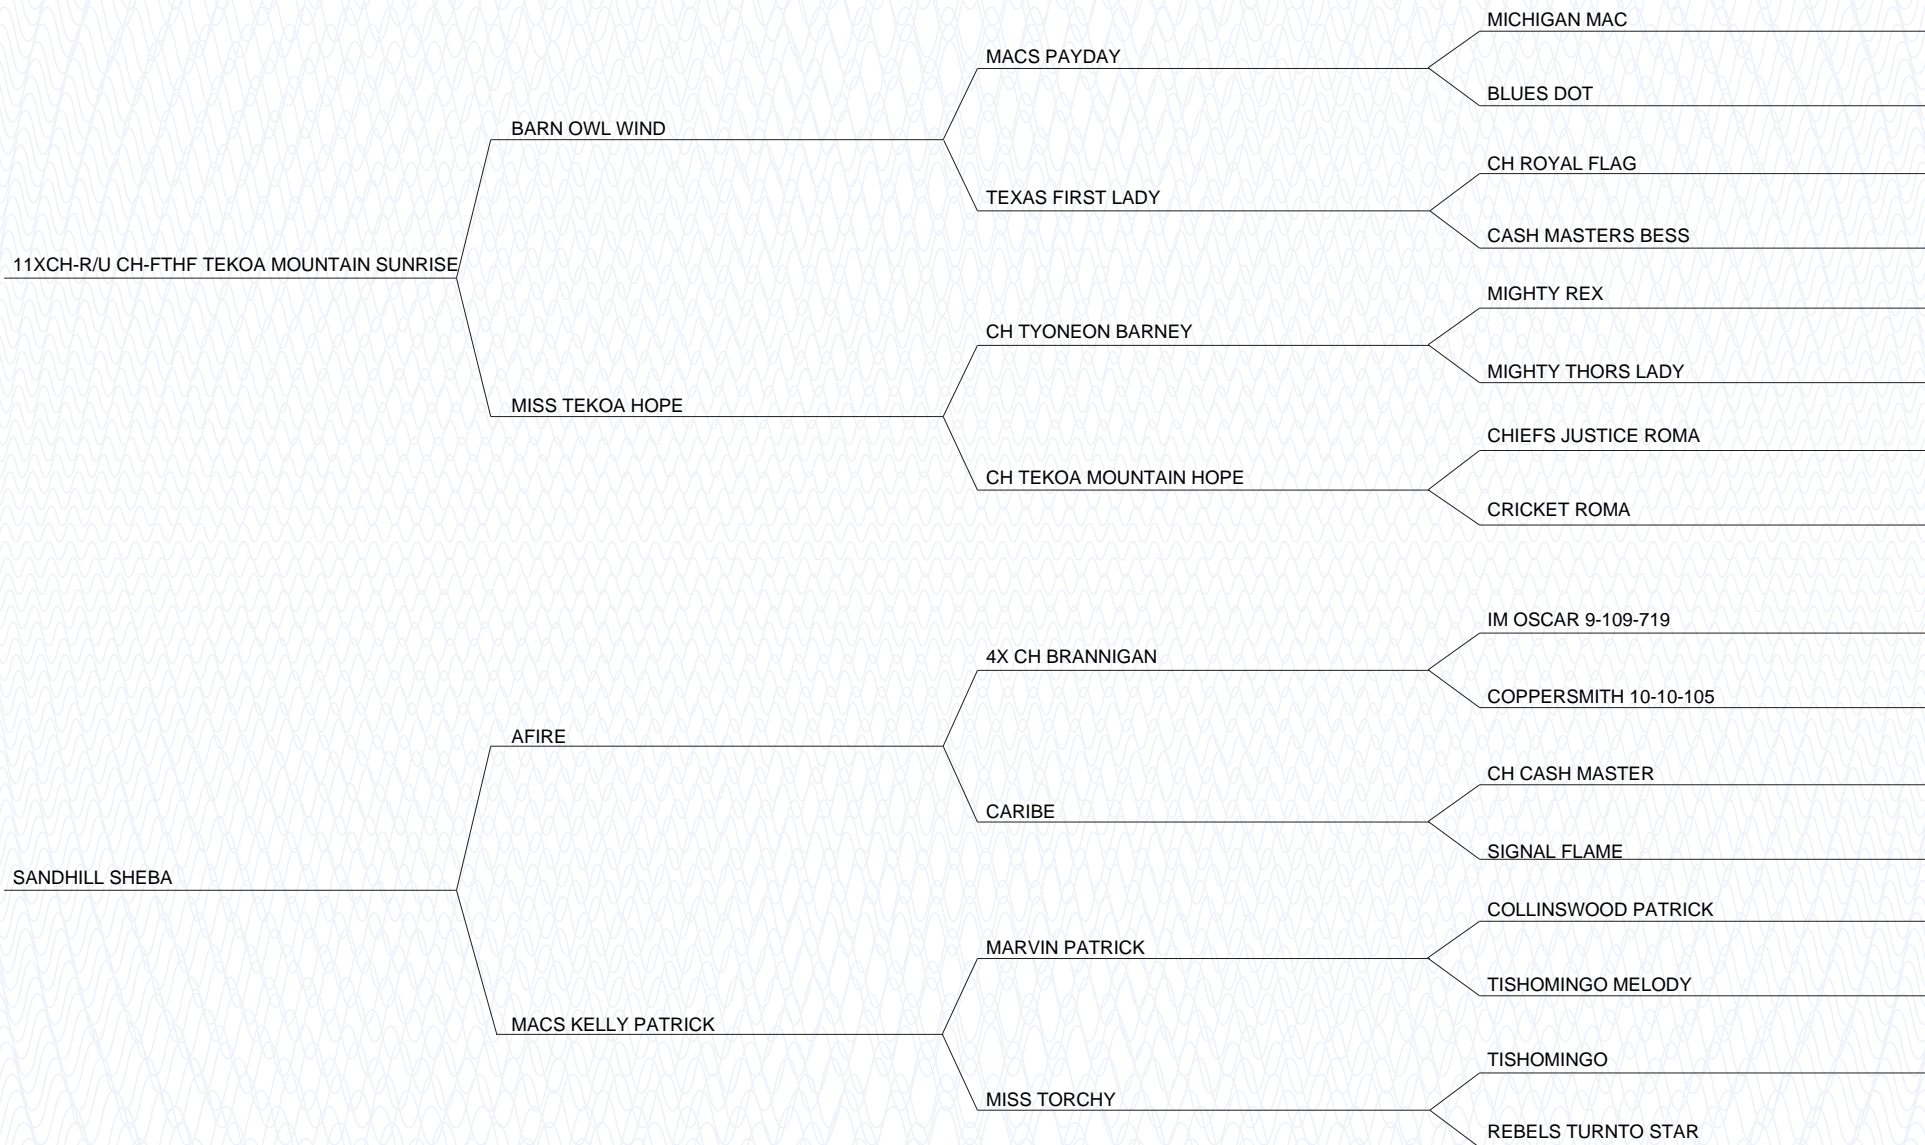 MICHIGAN MAC
MACS PAYDAY
BLUES DOT
BARN OWL WIND
CH ROYAL FLAG
TEXAS FIRST LADY
CASH MASTERS BESS
11XCH-R/U CH-FTHF TEKOA MOUNTAIN SUNRISE
MIGHTY REX
CH TYONEON BARNEY
MIGHTY THORS LADY
MISS TEKOA HOPE
CHIEFS JUSTICE ROMA
CH TEKOA MOUNTAIN HOPE
CRICKET ROMA
IM OSCAR 9-109-719
4X CH BRANNIGAN
COPPERSMITH 10-10-105
AFIRE
CH CASH MASTER
CARIBE
SIGNAL FLAME
SANDHILL SHEBA
COLLINSWOOD PATRICK
MARVIN PATRICK
TISHOMINGO MELODY
MACS KELLY PATRICK
TISHOMINGO
MISS TORCHY
REBELS TURNTO STAR